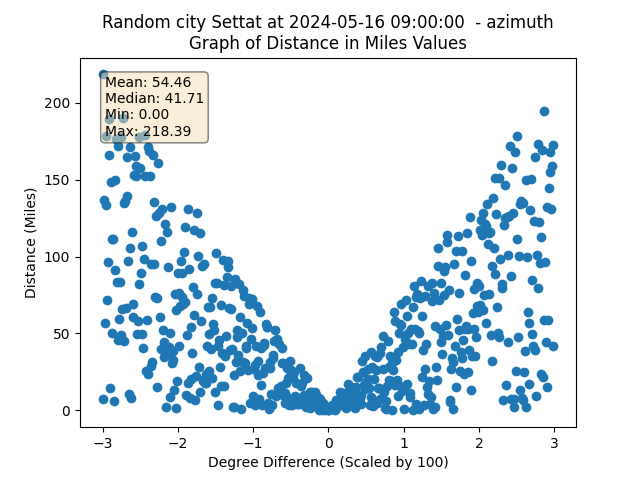 Random city Settat at 2024-05-16 09:00:00  - azimuth
Graph of Distance in Miles Values
Mean: 54.46
Median: 41.71
Min: 0.00
Max: 218.39
Distance (Miles)
200
150
100
50
0
−3
−2
−1
0
1
2
3
Degree Difference (Scaled by 100)